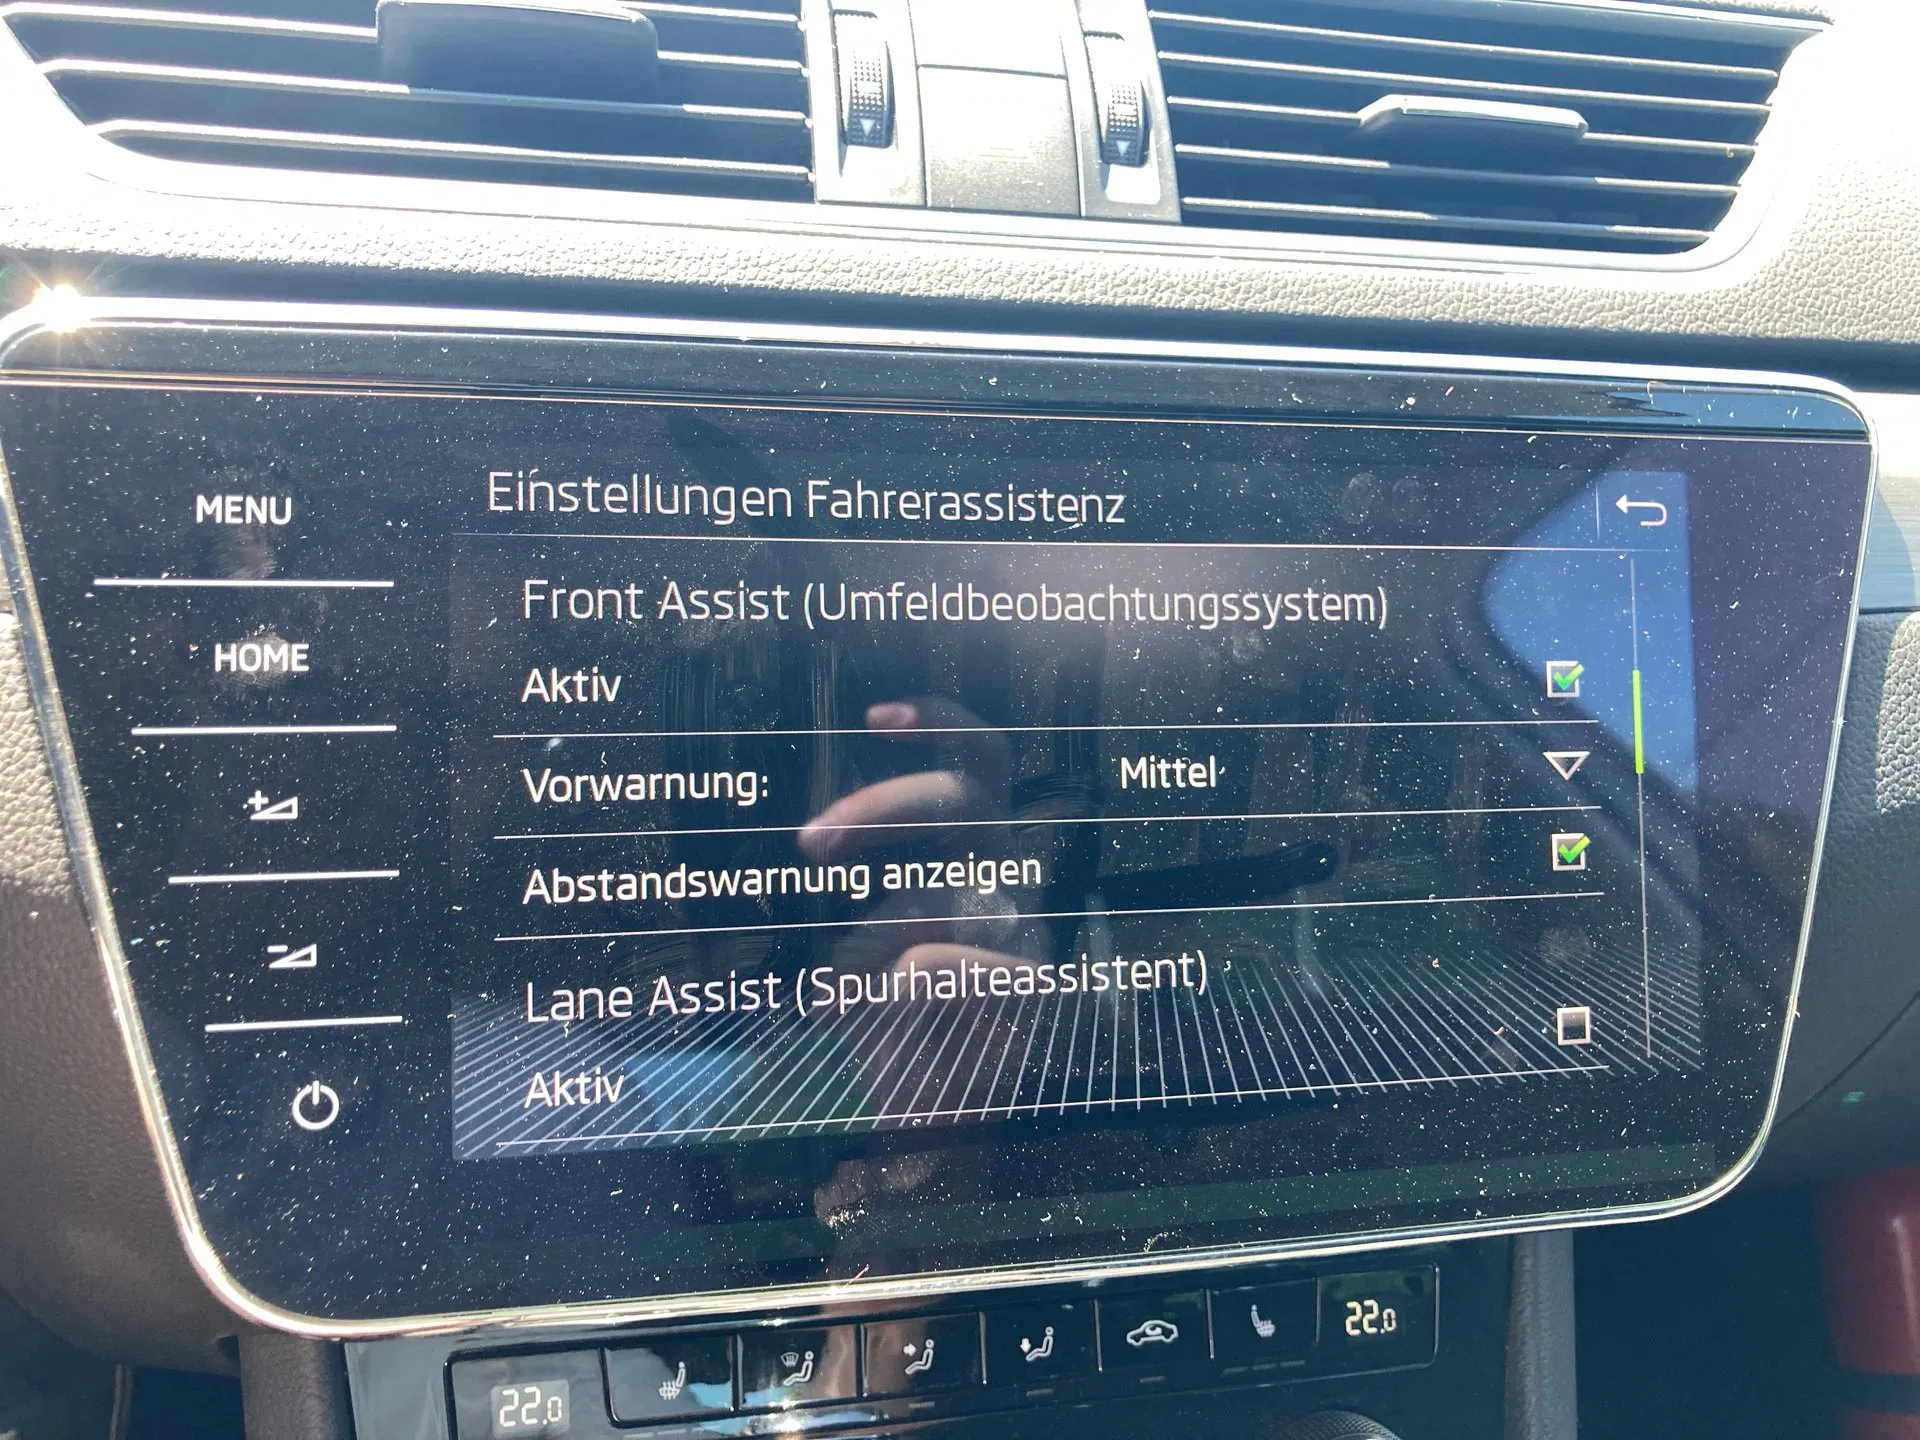 Einstellungen Fahrerassistenz
MENU
Front Assist (Umfeldbeobachtungssystem)
HOME
Aktiv
Vorwarnung: Mittel
Abstandswarnung anzeigen
Lane Assist (Spurhalteassistent)
Aktiv
22.0
22.0